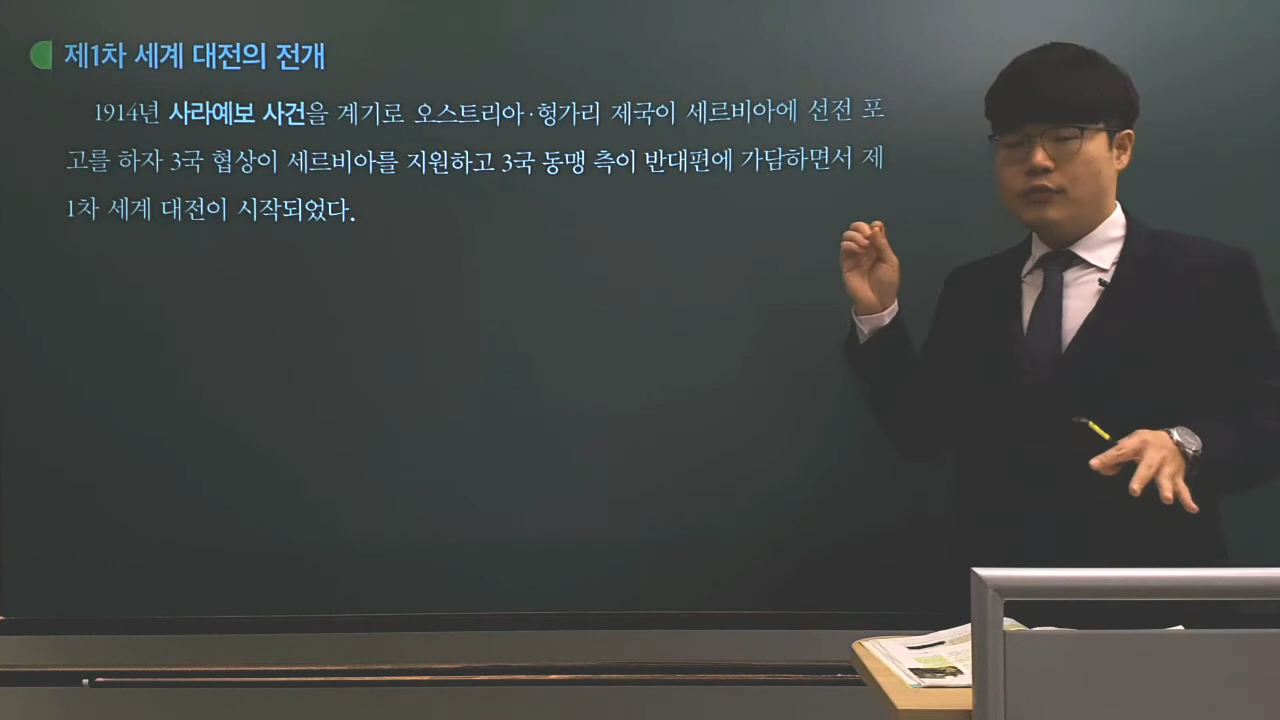 제1차 세계 대전의 전개
1914년 사라예보 사건을 계기로 오스트리아·헝가리 제국이 세르비아에 선전 포
고를 하자 3국 협상이 세르비아를 지원하고 3국 동맹 측이 반대편에 가담하면서 제
1차 세계 대전이 시작되었다.